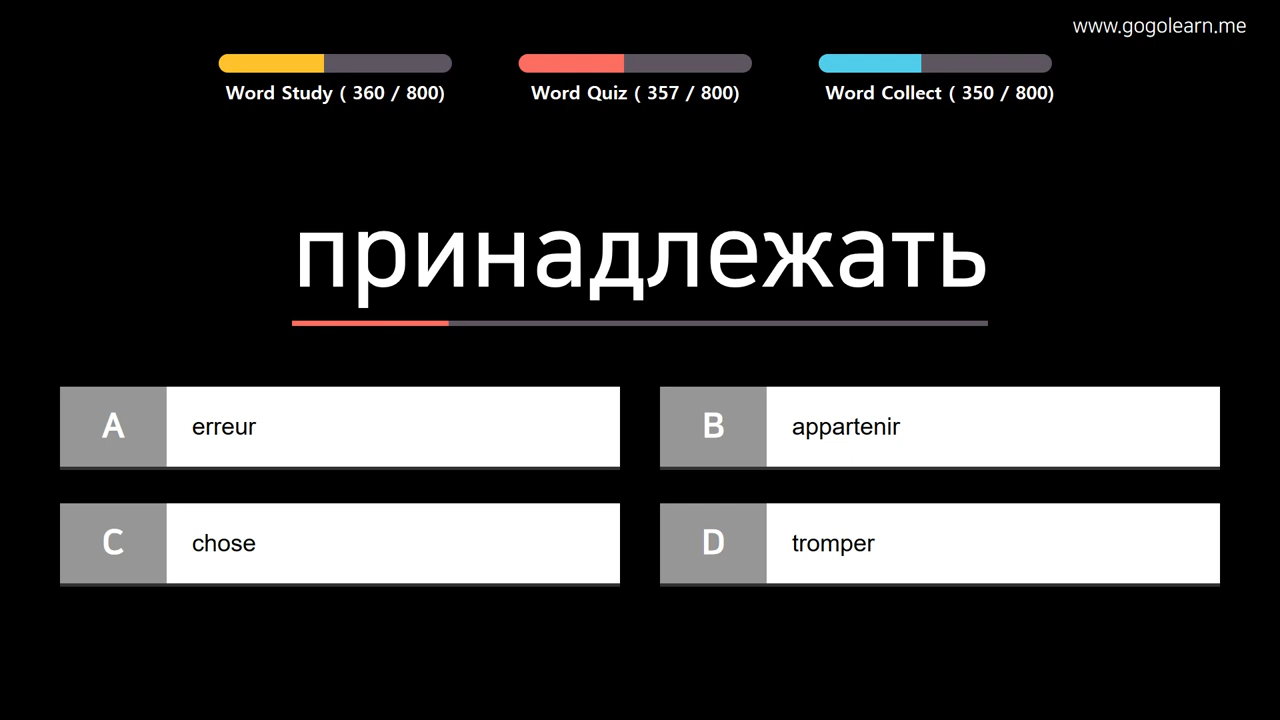 www.gogolearn.me
Word Study ( 360 / 800)
Word Quiz ( 357 / 800)
Word Collect ( 350 / 800)
принадлежать
A erreur
B appartenir
C chose
D tromper